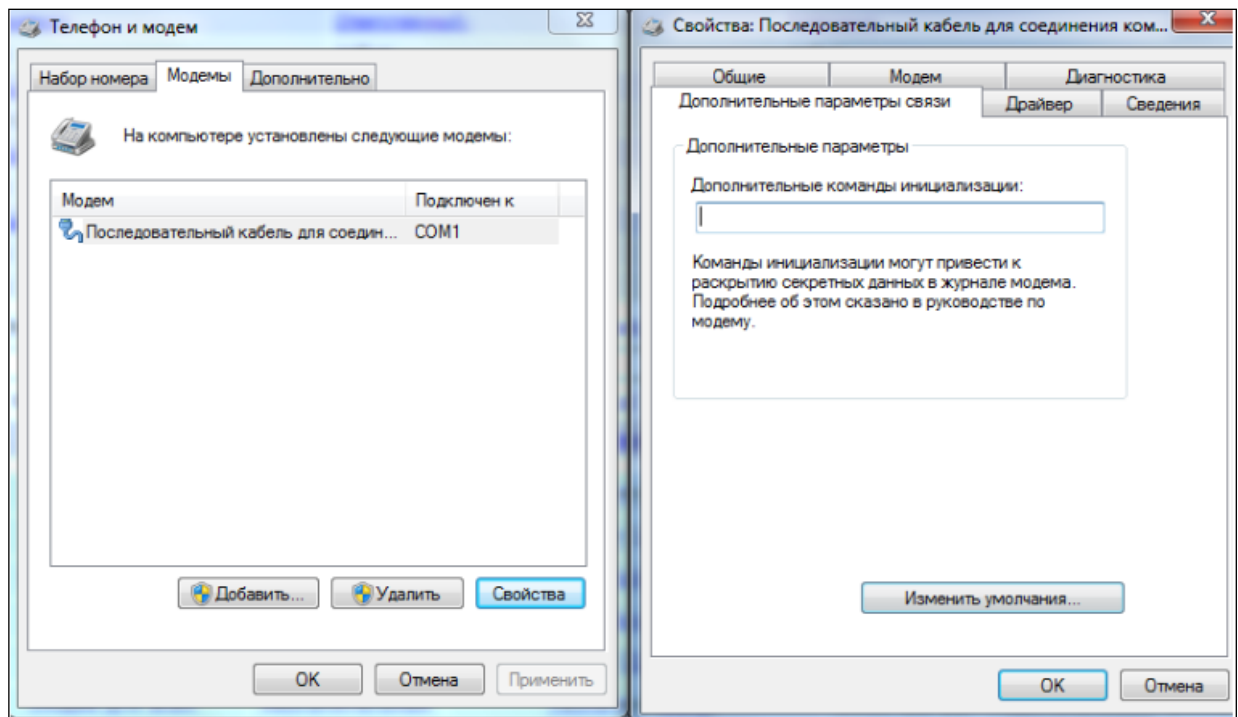 Телефон и модем
Набор номера Модемы Дополнительно
На компьютере установлены следующие модемы:
Модем Подключен к
Последовательный кабель для соедин... COM1
Добавить... Удалить Свойства
OK Отмена Применить
Свойства: Последовательный кабель для соединения ком...
Общие Модем Диагностика
Дополнительные параметры связи Драйвер Сведения
Дополнительные параметры
Дополнительные команды инициализации:
Команды инициализации могут привести к
раскрытию секретных данных в журнале модема.
Подробнее об этом сказано в руководстве по
модему.
Изменить умолчания...
OK Отмена